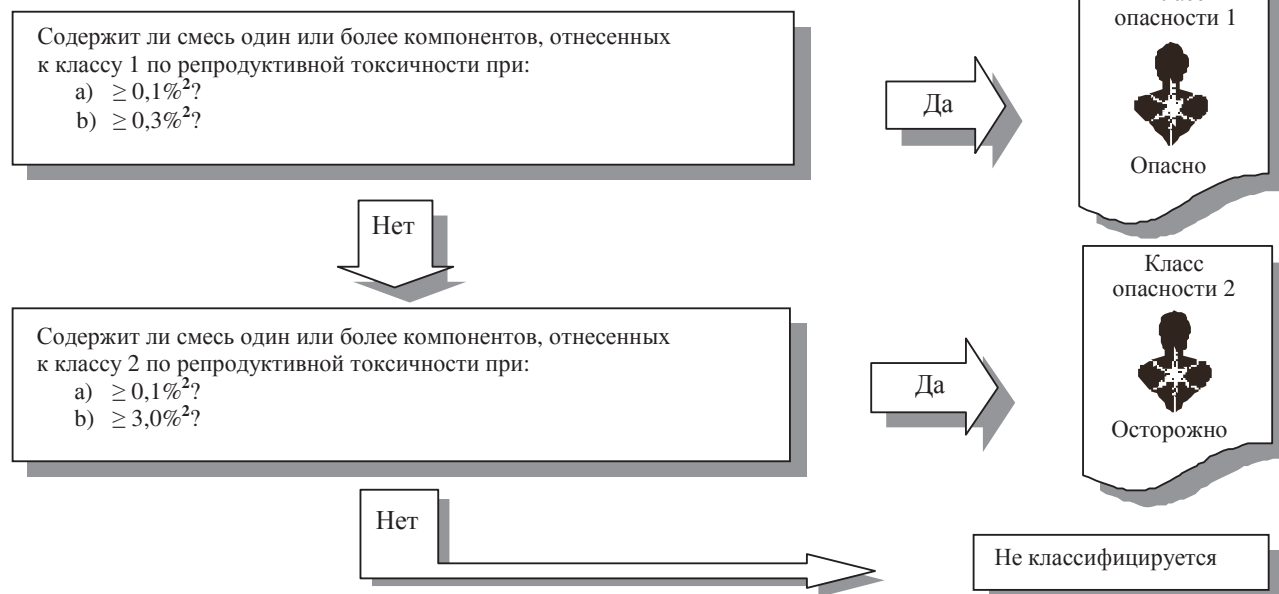 опасности 1
Содержит ли смесь один или более компонентов, отнесенных
к классу 1 по репродуктивной токсичности при:
a) ≥ 0,1%²?
b) ≥ 0,3%²?
Да
Опасно
Нет
Класс
опасности 2
Содержит ли смесь один или более компонентов, отнесенных
к классу 2 по репродуктивной токсичности при:
a) ≥ 0,1%²?
b) ≥ 3,0%²?
Да
Осторожно
Нет
Не классифицируется